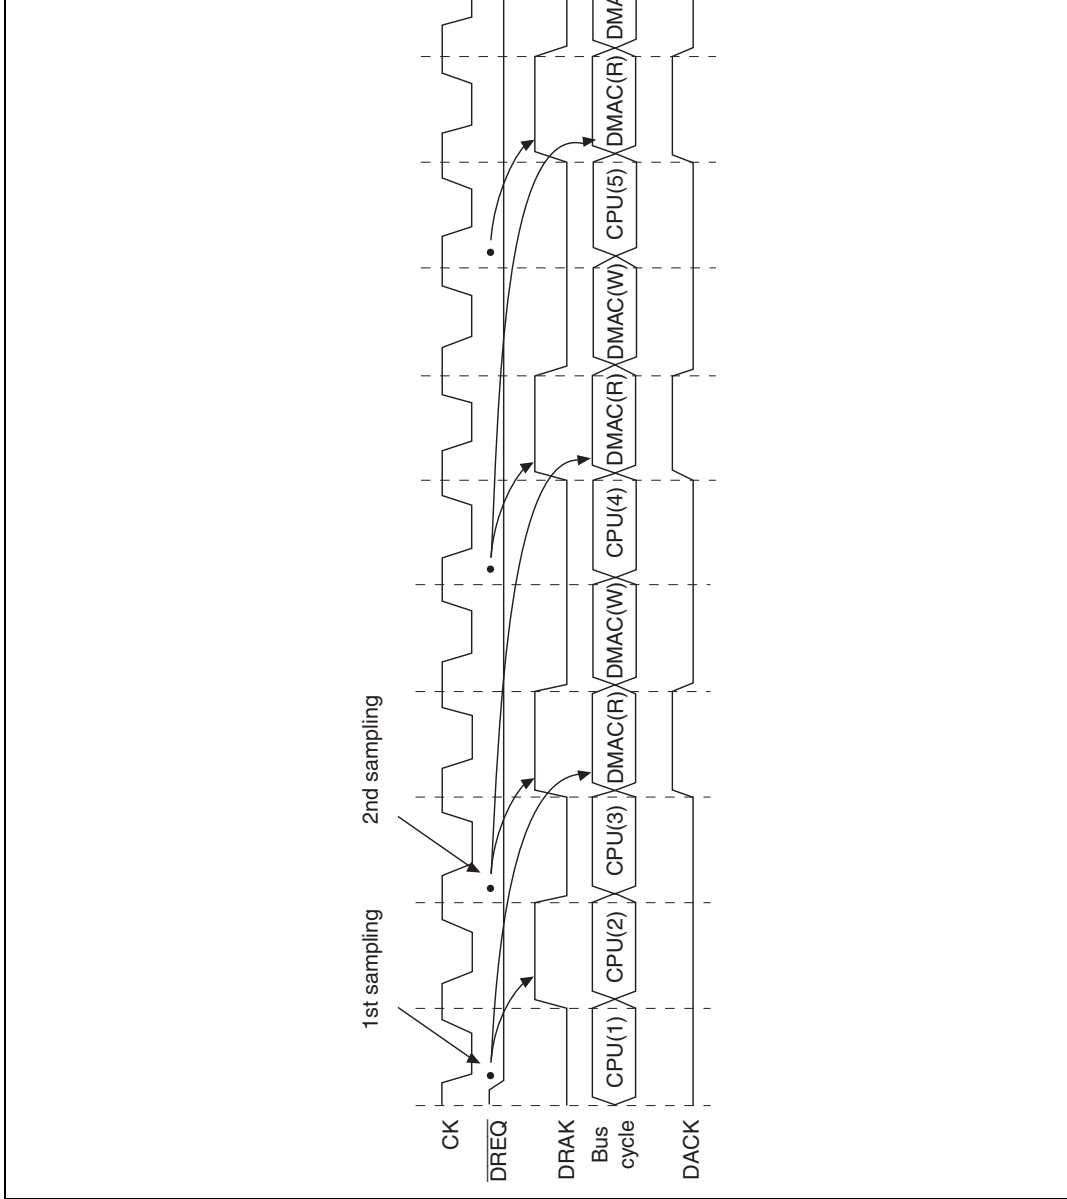 1st sampling
2nd sampling
CK
DREQ
DRAK
Bus
cycle
CPU(1)
CPU(2)
CPU(3)
DMAC(R)
DMAC(W)
CPU(4)
DMAC(R)
DMAC(W)
CPU(5)
DMAC(R)
DACK